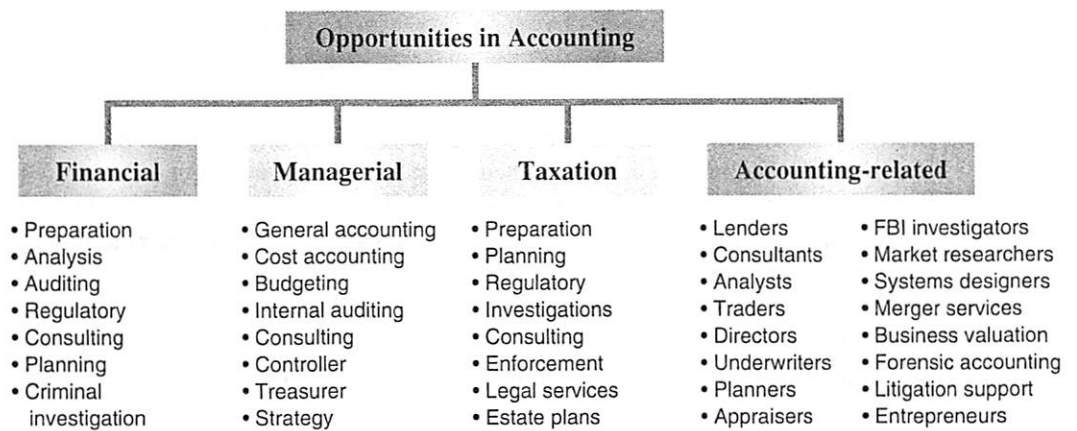 Opportunities in Accounting
Financial
• Preparation
• Analysis
• Auditing
• Regulatory
• Consulting
• Planning
• Criminal
investigation
Managerial
• General accounting
• Cost accounting
• Budgeting
• Internal auditing
• Consulting
• Controller
• Treasurer
• Strategy
Taxation
• Preparation
• Planning
• Regulatory
• Investigations
• Consulting
• Enforcement
• Legal services
• Estate plans
Accounting-related
• Lenders
• Consultants
• Analysts
• Traders
• Directors
• Underwriters
• Planners
• Appraisers
• FBI investigators
• Market researchers
• Systems designers
• Merger services
• Business valuation
• Forensic accounting
• Litigation support
• Entrepreneurs